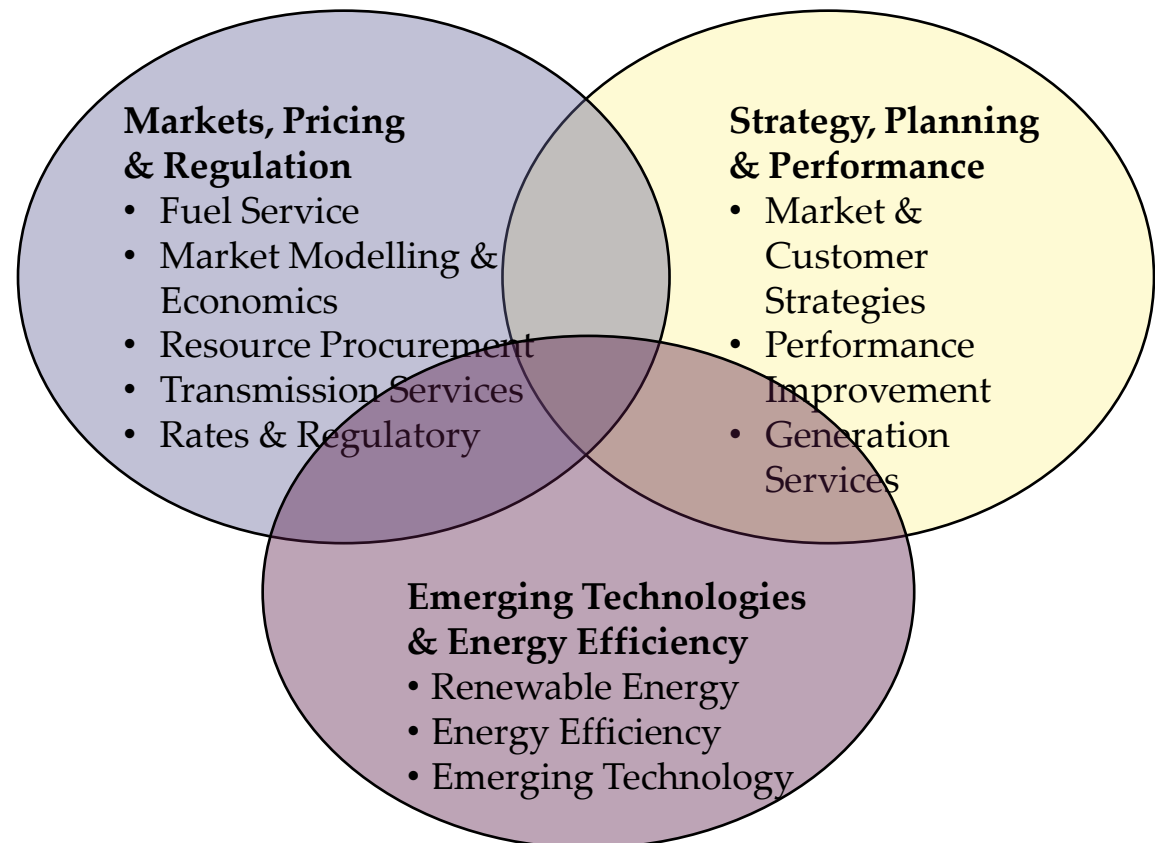 Markets, Pricing
& Regulation
• Fuel Service
• Market Modelling &
Economics
• Resource Procurement
• Transmission Services
• Rates & Regulatory
Strategy, Planning
& Performance
• Market &
Customer
Strategies
• Performance
Improvement
• Generation
Services
Emerging Technologies
& Energy Efficiency
• Renewable Energy
• Energy Efficiency
• Emerging Technology